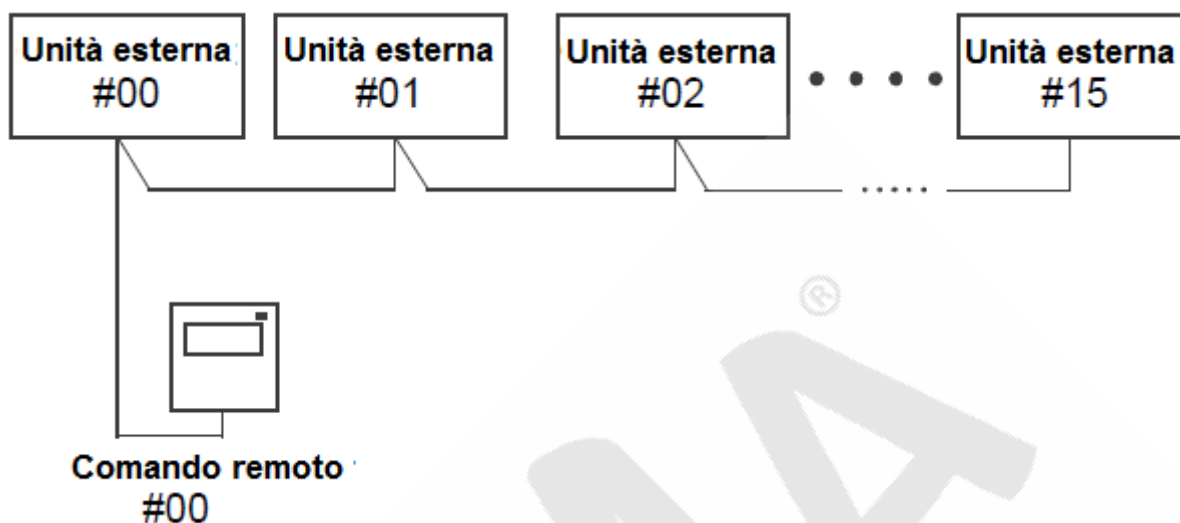 Unità esterna
#00
Unità esterna
#01
Unità esterna
#02
Unità esterna
#15
Comando remoto
#00
®